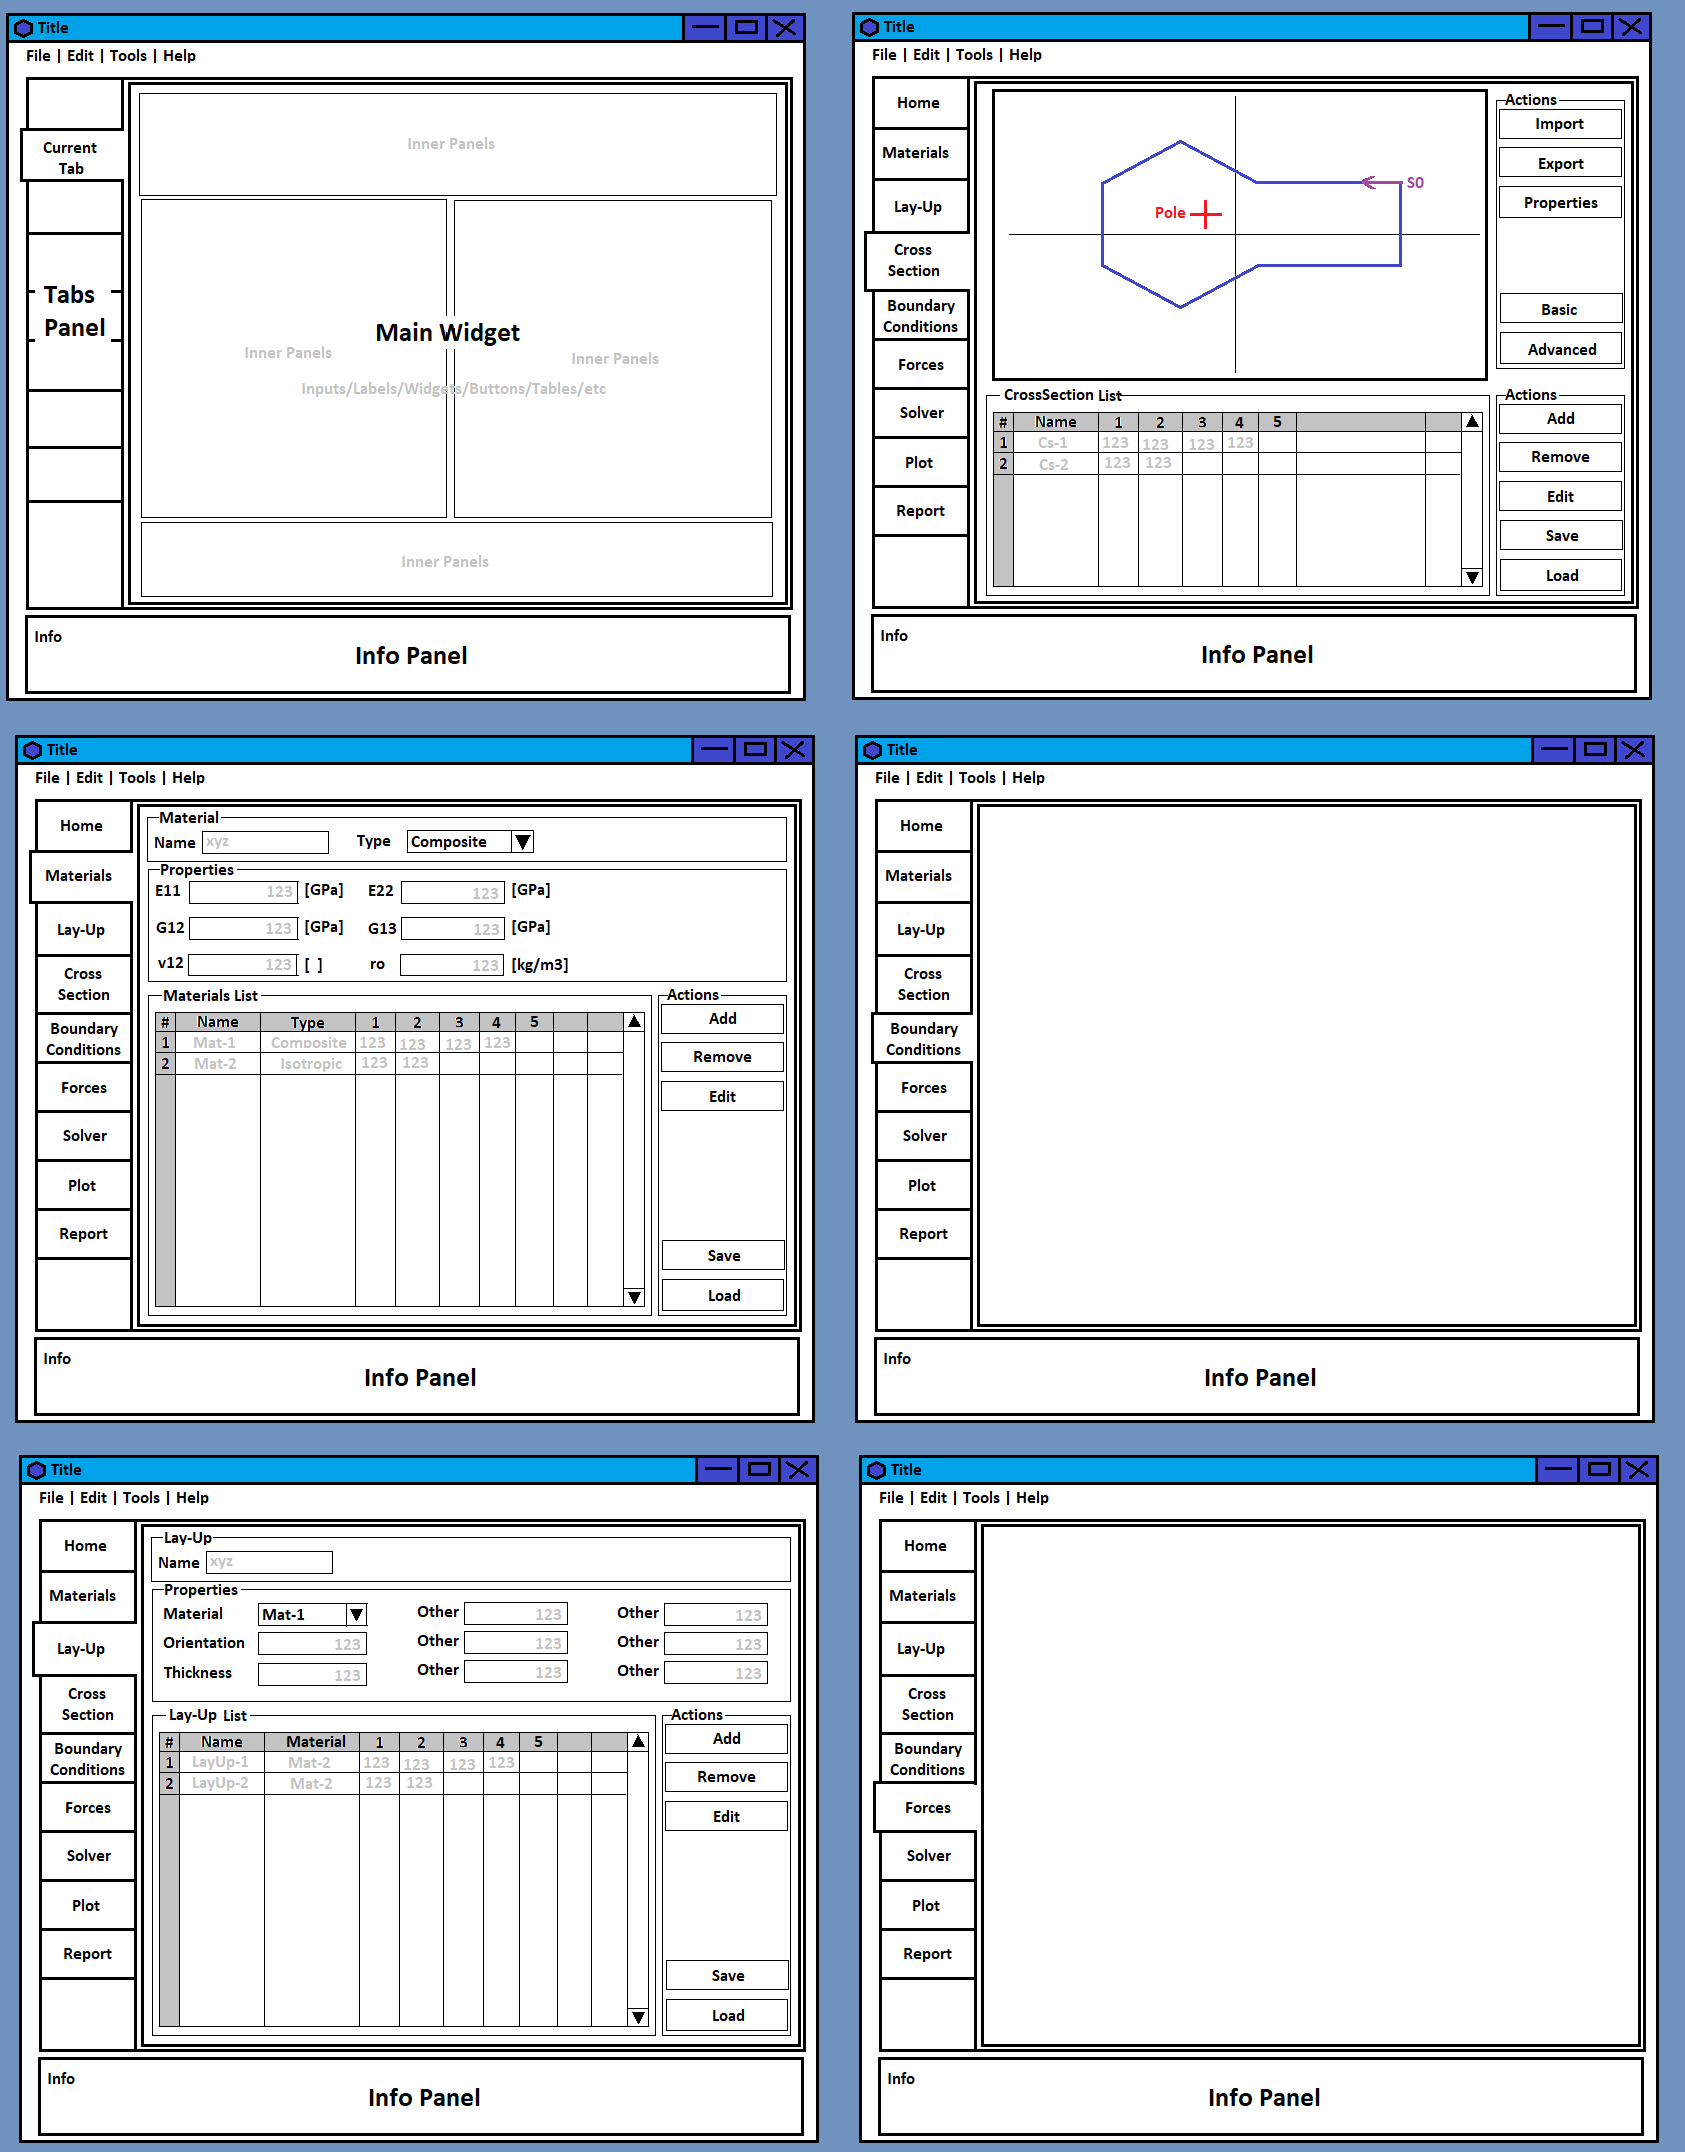 Title
File | Edit | Tools | Help
Current
Tab
Tabs
Panel
Inner Panels
Main Widget
Inner Panels
Inner Panels
Inputs/Labels/Widgets/Buttons/Tables/etc
Inner Panels
Info
Info Panel
Title
File | Edit | Tools | Help
Home
Materials
Lay-Up
Cross
Section
Boundary
Conditions
Forces
Solver
Plot
Report
Pole
S0
Actions
Import
Export
Properties
Basic
Advanced
CrossSection List
# Name 1 2 3 4 5
1 Cs-1 123 123 123 123
2 Cs-2 123 123
Actions
Add
Remove
Edit
Save
Load
Info
Info Panel
Title
File | Edit | Tools | Help
Home
Materials
Lay-Up
Cross
Section
Boundary
Conditions
Forces
Solver
Plot
Report
Material
Name xyz Type Composite
Properties
E11 123 [GPa] E22 123 [GPa]
G12 123 [GPa] G13 123 [GPa]
v12 123 [ ] ro 123 [kg/m3]
Materials List
# Name Type 1 2 3 4 5
1 Mat-1 Composite 123 123 123 123
2 Mat-2 Isotropic 123 123
Actions
Add
Remove
Edit
Save
Load
Info
Info Panel
Title
File | Edit | Tools | Help
Home
Materials
Lay-Up
Cross
Section
Boundary
Conditions
Forces
Solver
Plot
Report
Info
Info Panel
Title
File | Edit | Tools | Help
Home
Materials
Lay-Up
Cross
Section
Boundary
Conditions
Forces
Solver
Plot
Report
Lay-Up
Name xyz
Properties
Material Mat-1 Other 123 Other 123
Orientation 123 Other 123 Other 123
Thickness 123 Other 123 Other 123
Lay-Up List
# Name Material 1 2 3 4 5
1 LayUp-1 Mat-2 123 123 123 123
2 LayUp-2 Mat-2 123 123
Actions
Add
Remove
Edit
Save
Load
Info
Info Panel
Title
File | Edit | Tools | Help
Home
Materials
Lay-Up
Cross
Section
Boundary
Conditions
Forces
Solver
Plot
Report
Info
Info Panel